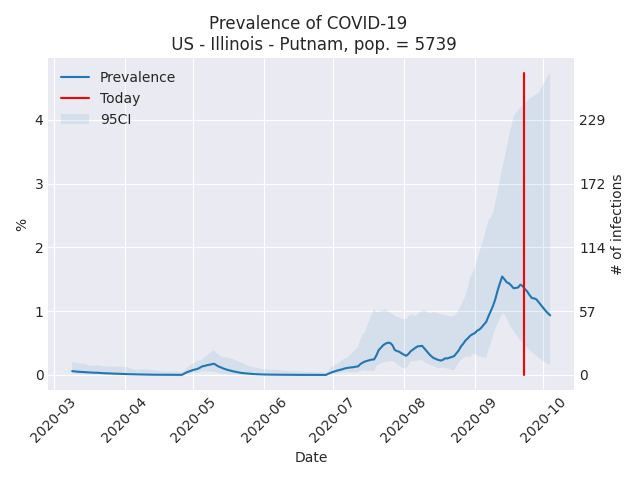 Prevalence of COVID-19
US - Illinois - Putnam, pop. = 5739
Prevalence
Today
95CI
4
3
2
1
0
%
229
172
114
57
0
# of infections
2020-03
2020-04
2020-05
2020-06
2020-07
2020-08
2020-09
2020-10
Date